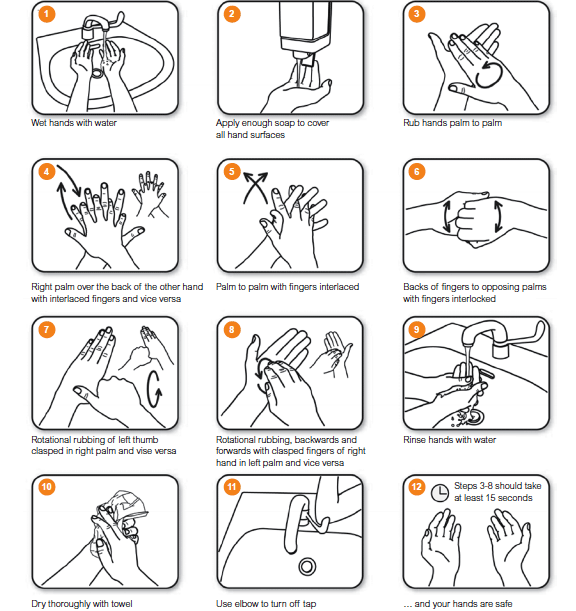 1
Wet hands with water
2
Apply enough soap to cover
all hand surfaces
3
Rub hands palm to palm
4
Right palm over the back of the other hand
with interlaced fingers and vice versa
5
Palm to palm with fingers interlaced
6
Backs of fingers to opposing palms
with fingers interlocked
7
Rotational rubbing of left thumb
clasped in right palm and vise versa
8
Rotational rubbing, backwards and
forwards with clasped fingers of right
hand in left palm and vice versa
9
Rinse hands with water
10
Dry thoroughly with towel
11
Use elbow to turn off tap
12
Steps 3-8 should take
at least 15 seconds
... and your hands are safe